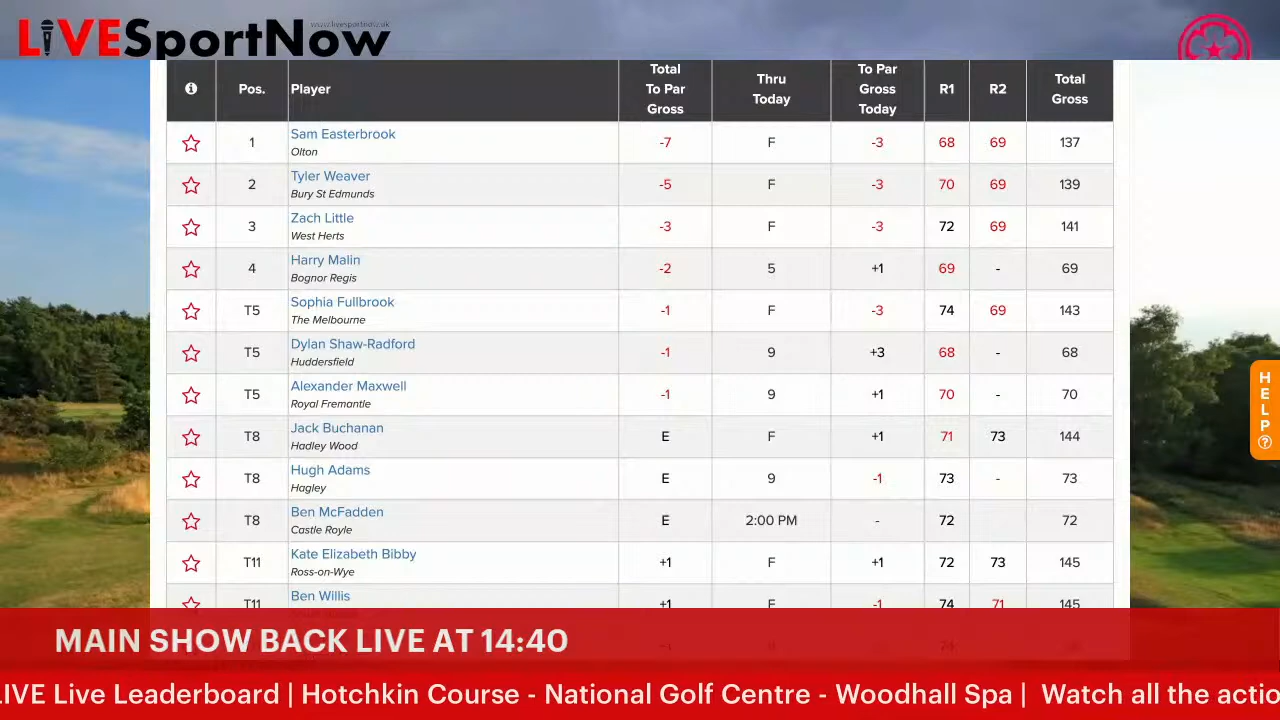 LIVESportNow
www.livesportnow.uk
Pos. Player Total To Par Gross Thru Today To Par Gross Today R1 R2 Total Gross
1 Sam Easterbrook -7 F -3 68 69 137
Olton
2 Tyler Weaver -5 F -3 70 69 139
Bury St Edmunds
3 Zach Little -3 F -3 72 69 141
West Herts
4 Harry Malin -2 5 +1 69 - 69
Bognor Regis
T5 Sophia Fullbrook -1 F -3 74 69 143
The Melbourne
T5 Dylan Shaw-Radford -1 9 +3 68 - 68
Huddersfield
T5 Alexander Maxwell -1 9 +1 70 - 70
Royal Fremantle
T8 Jack Buchanan E F +1 71 73 144
Hadley Wood
T8 Hugh Adams E 9 -1 73 - 73
Hagley
T8 Ben McFadden E 2:00 PM - 72 72
Castle Royle
T11 Kate Elizabeth Bibby +1 F +1 72 73 145
Ross-on-Wye
T11 Ben Willis +1 F -1 74 71 145
HELP
MAIN SHOW BACK LIVE AT 14:40
LIVE Live Leaderboard | Hotchkin Course - National Golf Centre - Woodhall Spa | Watch all the actio